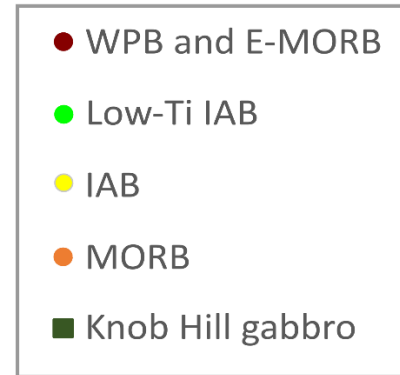 WPB and E-MORB
Low-Ti IAB
IAB
MORB
Knob Hill gabbro